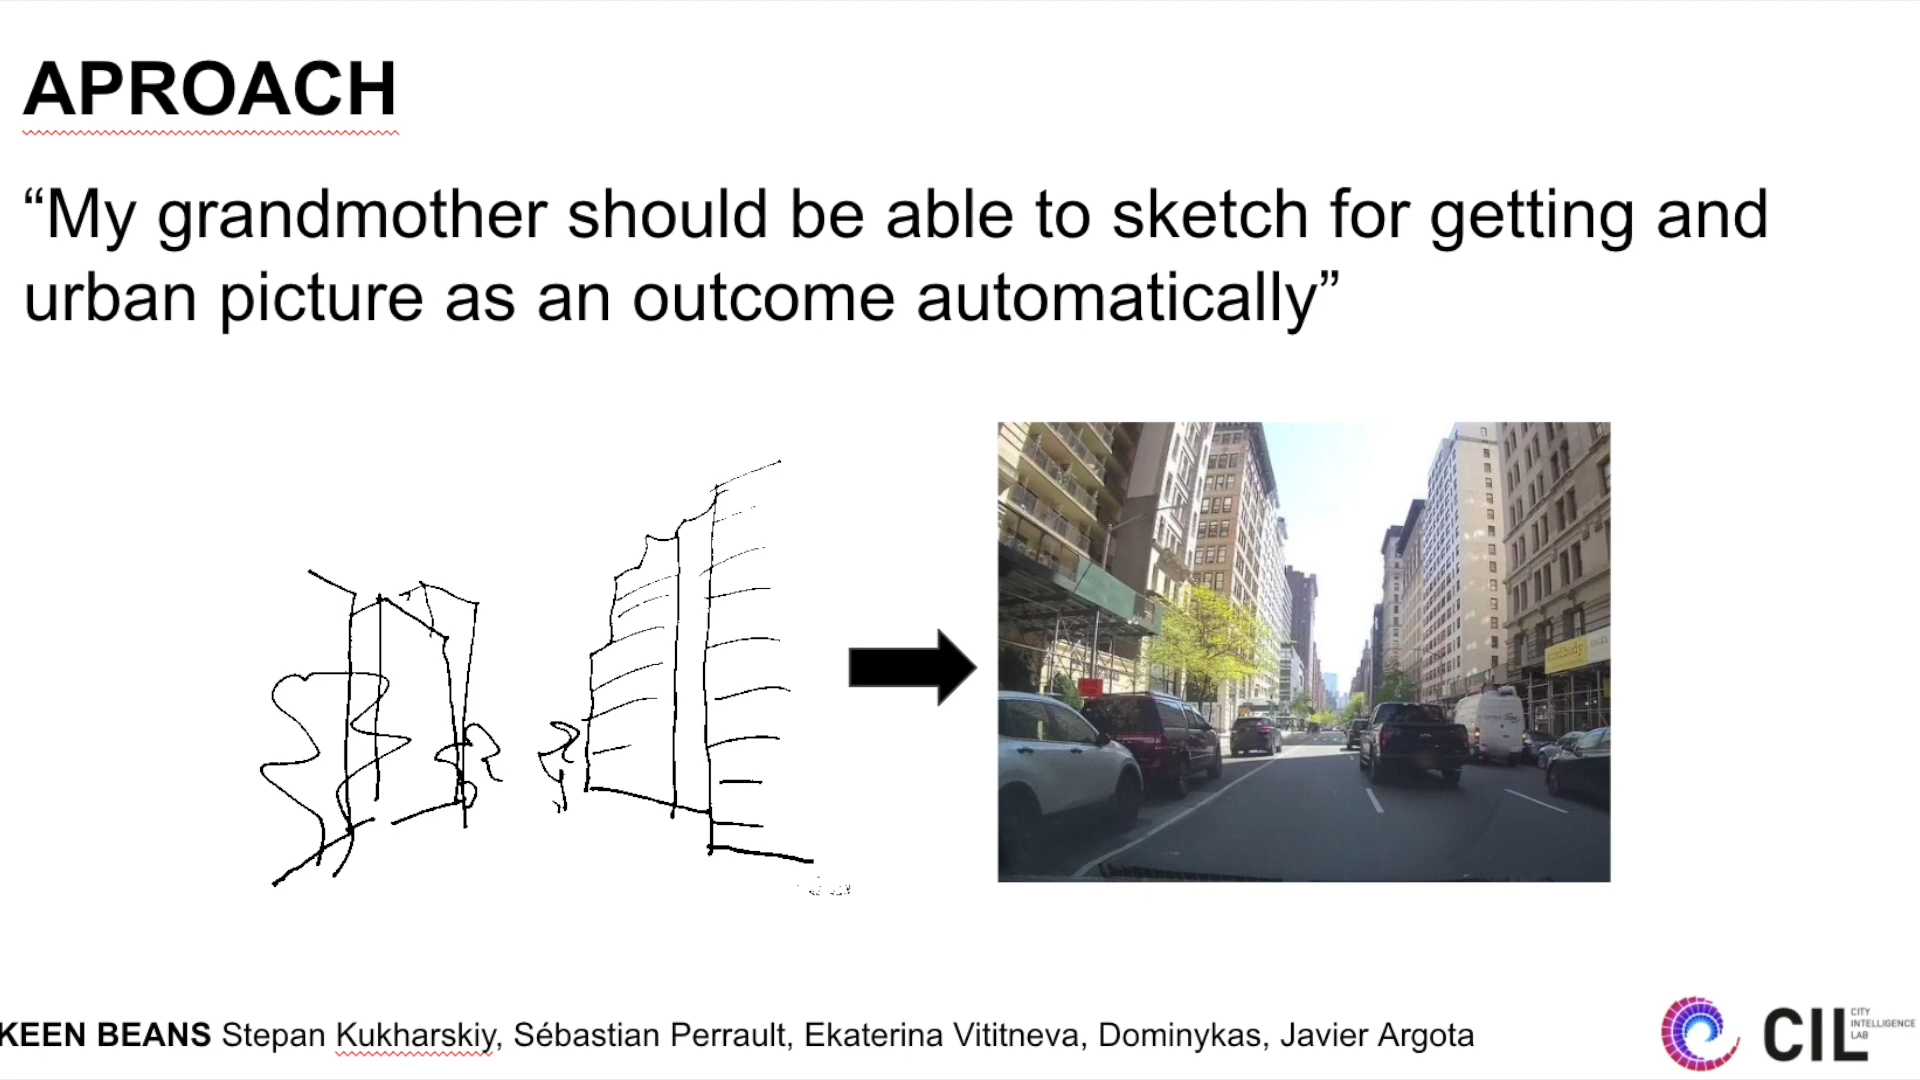 APROACH
“My grandmother should be able to sketch for getting and
urban picture as an outcome automatically”
KEEN BEANS Stepan Kukharskiy, Sébastian Perrault, Ekaterina Vititneva, Dominykas, Javier Argota
CIL
CITY
INTELLIGENCE
LAB